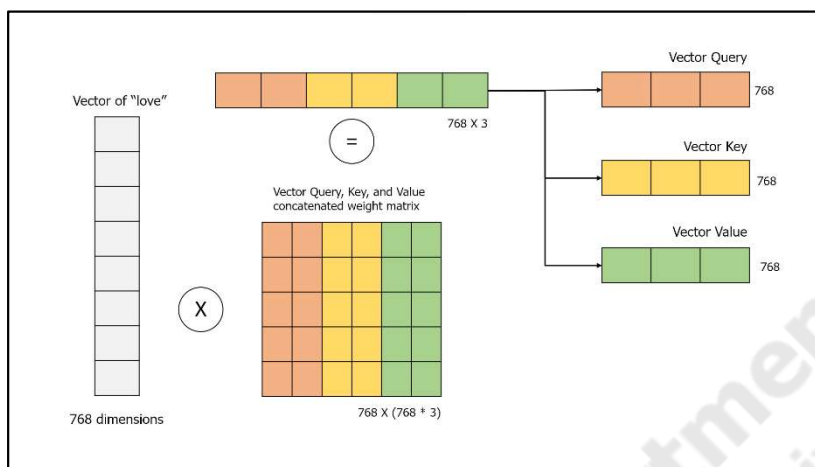 Vector of “love”
768 dimensions
X
768 X 3
=
Vector Query, Key, and Value
concatenated weight matrix
768 X (768 * 3)
Vector Query
768
Vector Key
768
Vector Value
768